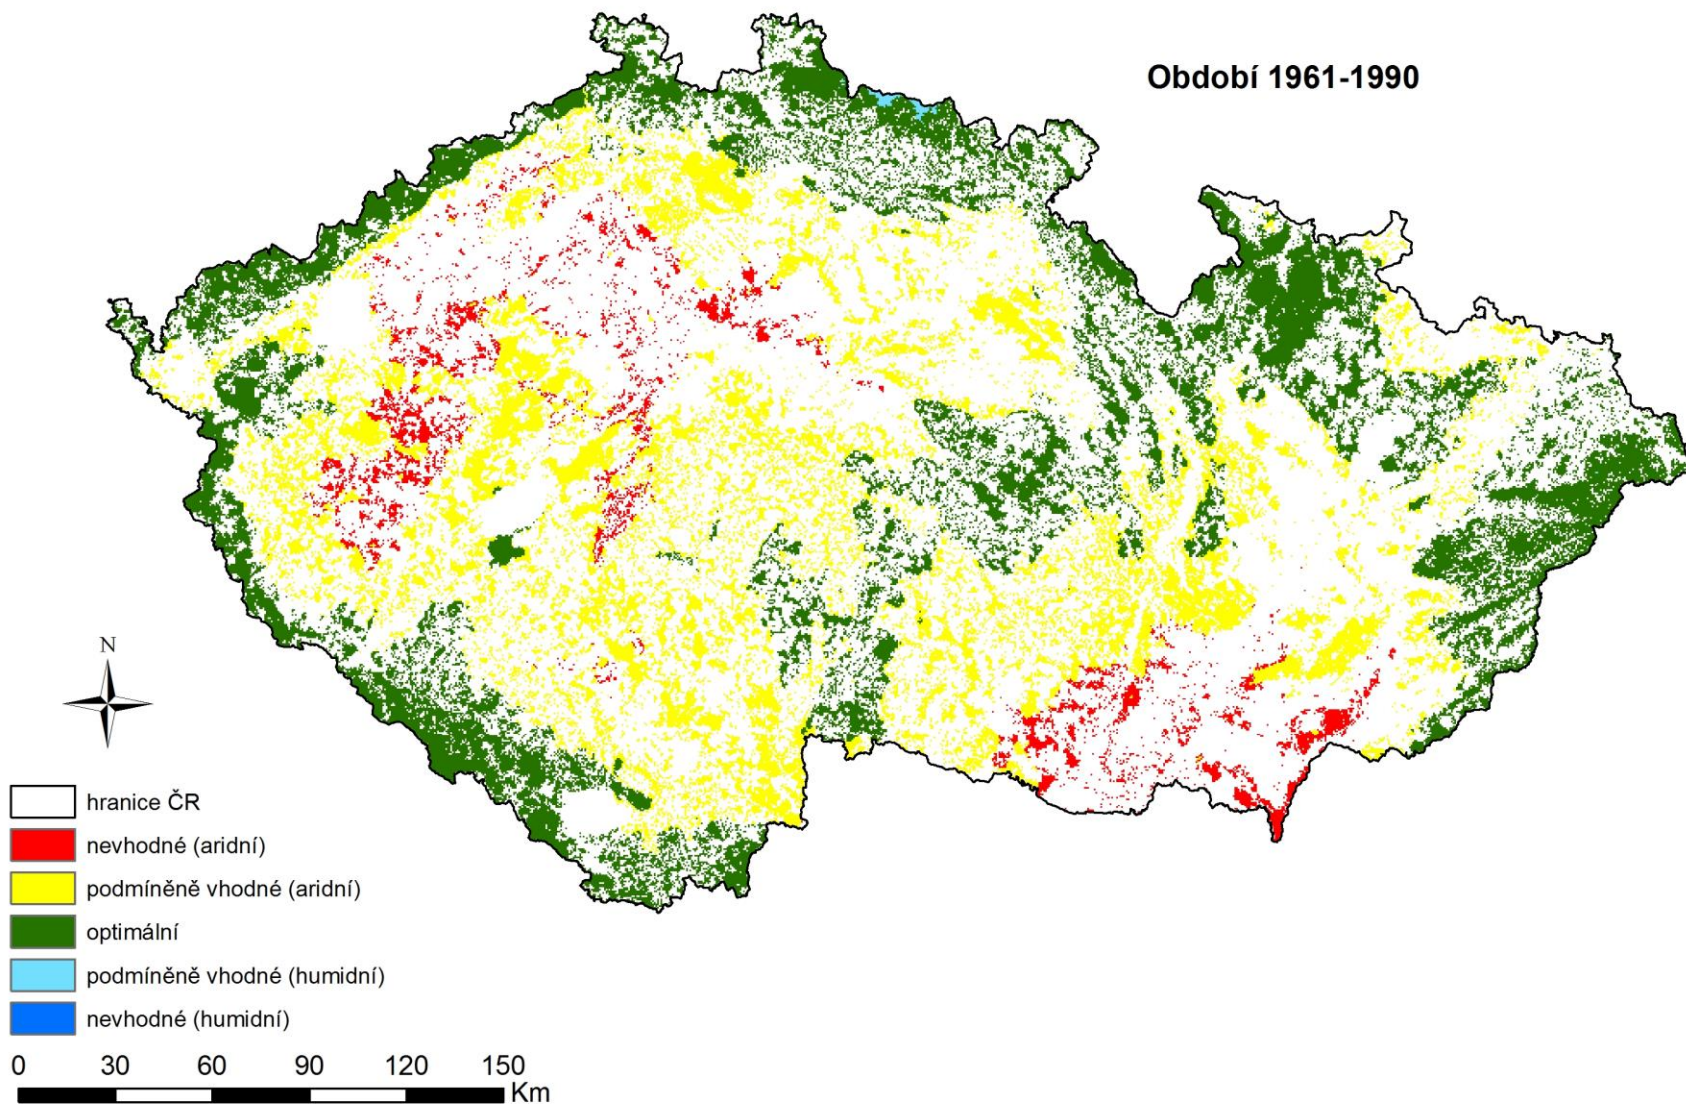 Období 1961-1990
N
hranice ČR
nevhodné (aridní)
podmíněně vhodné (aridní)
optimální
podmíněně vhodné (humidní)
nevhodné (humidní)
0 30 60 90 120 150
Km